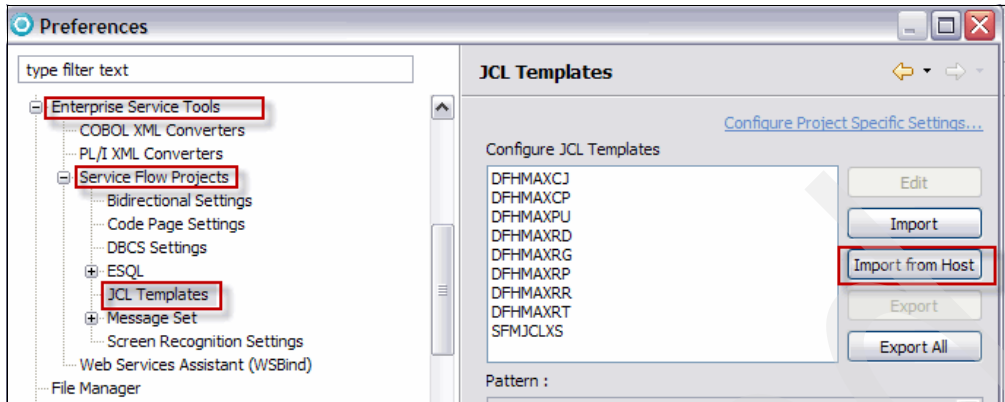 Preferences
type filter text
Enterprise Service Tools
COBOL XML Converters
PL/I XML Converters
Service Flow Projects
Bidirectional Settings
Code Page Settings
DBCS Settings
ESQL
JCL Templates
Message Set
Screen Recognition Settings
Web Services Assistant (WSBind)
File Manager
JCL Templates
Configure Project Specific Settings...
Configure JCL Templates
DFHMAXCJ
DFHMAXCP
DFHMAXPU
DFHMAXRD
DFHMAXRG
DFHMAXRP
DFHMAXRR
DFHMAXRT
SFMJCLXS
Edit
Import
Import from Host
Export
Export All
Pattern :